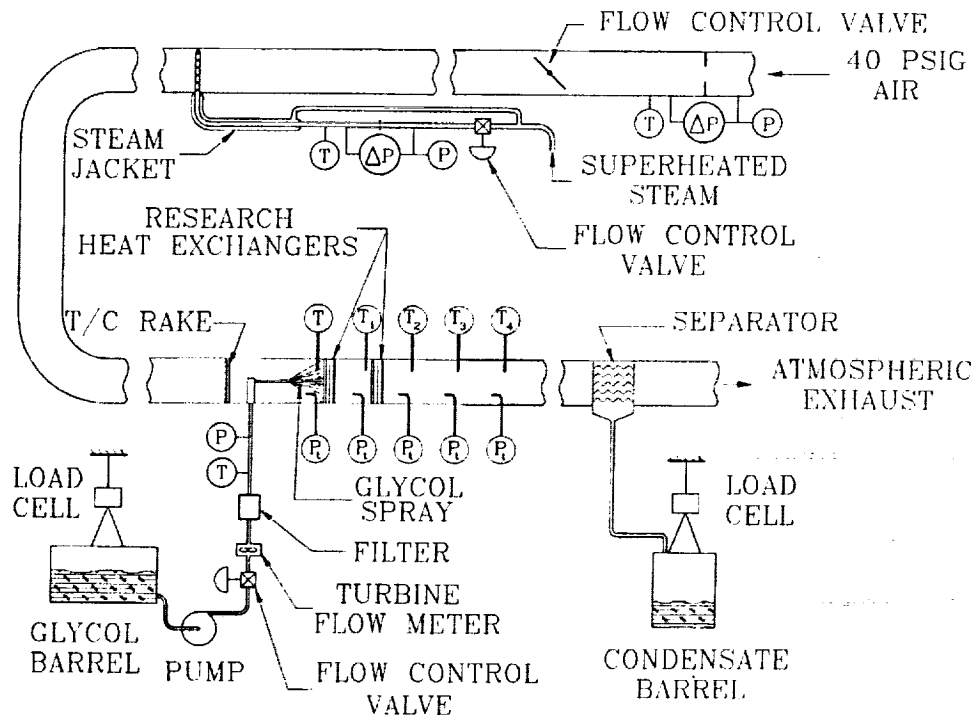 FLOW CONTROL VALVE
40 PSIG
AIR
STEAM
JACKET
T
ΔP
P
T
ΔP
P
SUPERHEATED
STEAM
RESEARCH
HEAT EXCHANGERS
FLOW CONTROL
VALVE
T/C RAKE
T
T₁
T₂
T₃
T₄
SEPARATOR
ATMOSPHERIC
EXHAUST
P
Pₜ
Pₜ
Pₜ
Pₜ
Pₜ
T
LOAD
CELL
GLYCOL
SPRAY
LOAD
CELL
FILTER
TURBINE
FLOW METER
GLYCOL
BARREL
PUMP
FLOW CONTROL
VALVE
CONDENSATE
BARREL